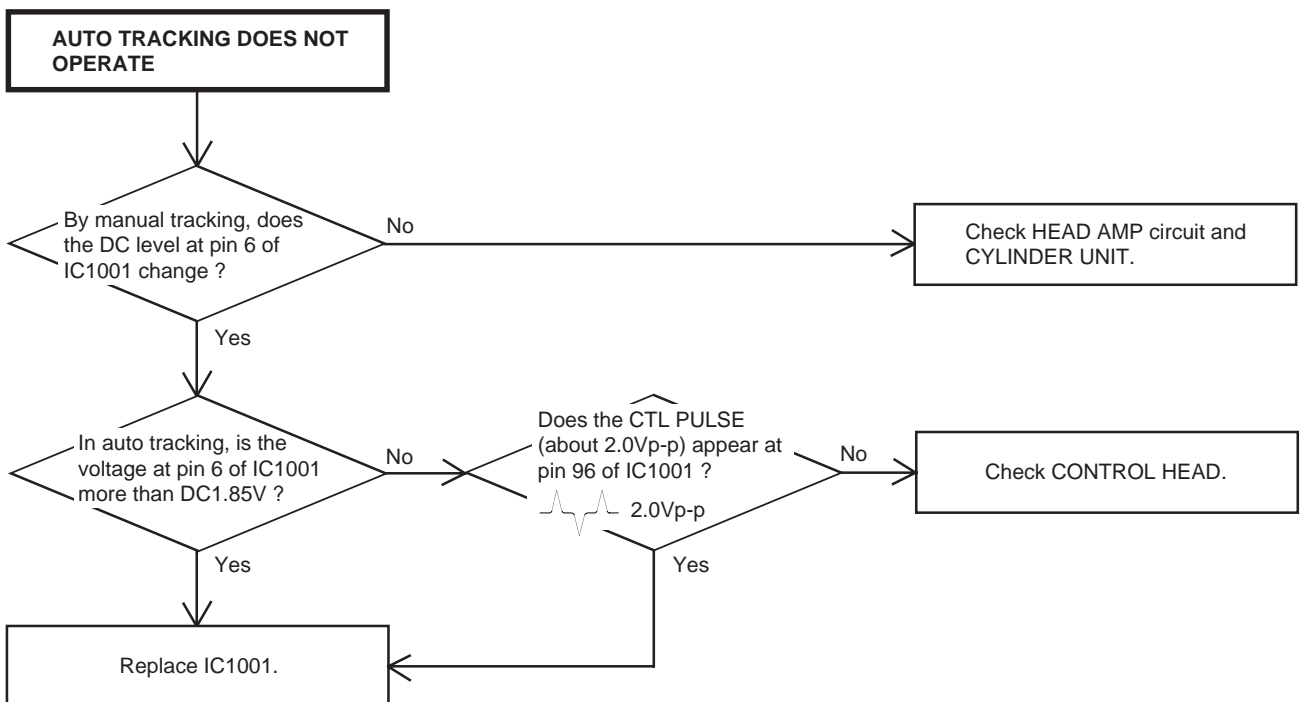 AUTO TRACKING DOES NOT
OPERATE
By manual tracking, does
the DC level at pin 6 of
IC1001 change ?
No
Check HEAD AMP circuit and
CYLINDER UNIT.
Yes
In auto tracking, is the
voltage at pin 6 of IC1001
more than DC1.85V ?
No
Does the CTL PULSE
(about 2.0Vp-p) appear at
pin 96 of IC1001 ?
2.0Vp-p
No
Check CONTROL HEAD.
Yes
Yes
Replace IC1001.